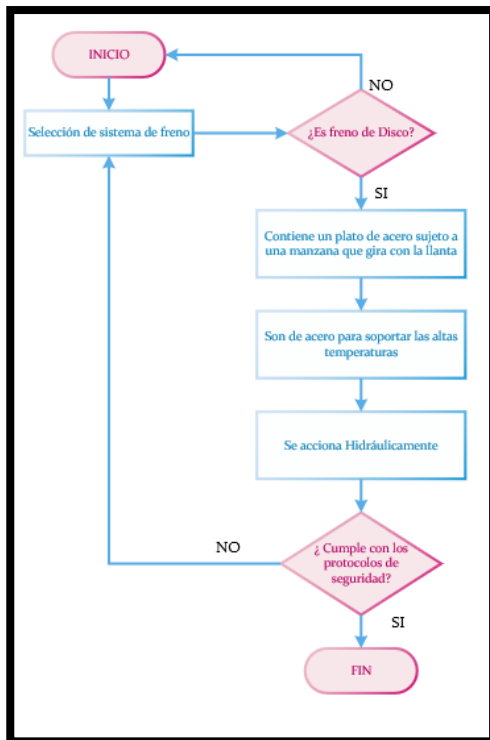 INICIO
NO
Selección de sistema de freno
¿Es freno de Disco?
SI
Contiene un plato de acero sujeto a
una manzana que gira con la llanta
Son de acero para soportar las altas
temperaturas
Se acciona Hidráulicamente
¿ Cumple con los
protocolos de
seguridad?
NO
SI
FIN